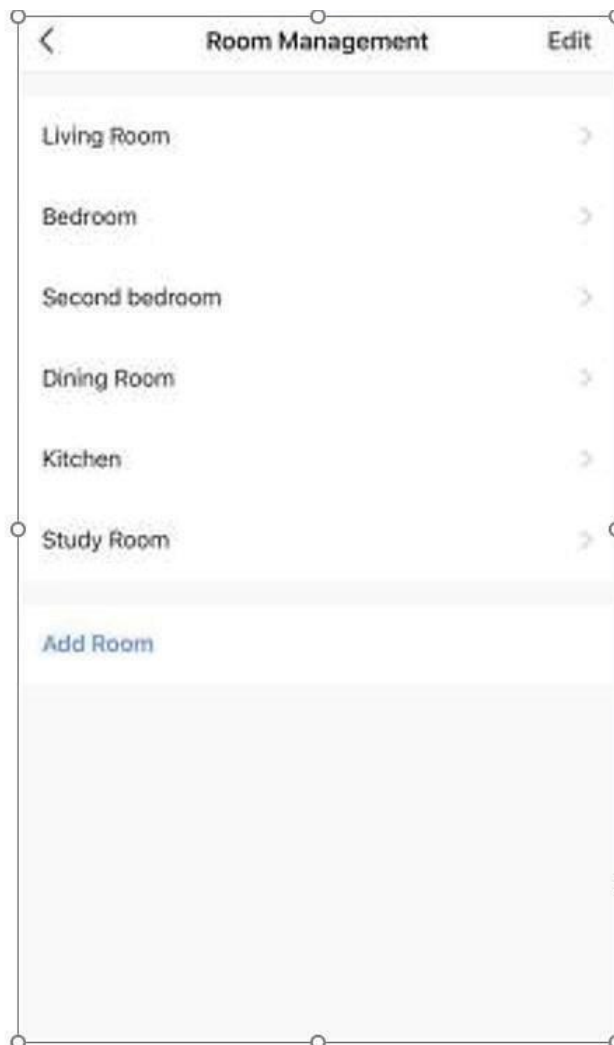 Room Management Edit
Living Room
Bedroom
Second bedroom
Dining Room
Kitchen
Study Room
Add Room